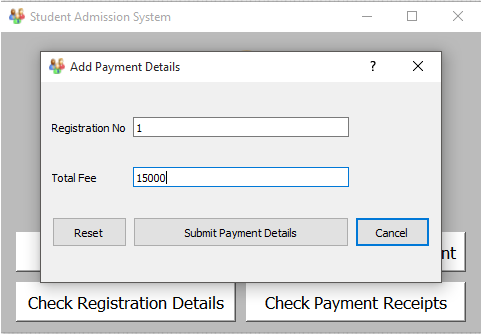 Student Admission System
Add Payment Details
?
Registration No 1
Total Fee 15000
Reset Submit Payment Details Cancel
Check Registration Details Check Payment Receipts